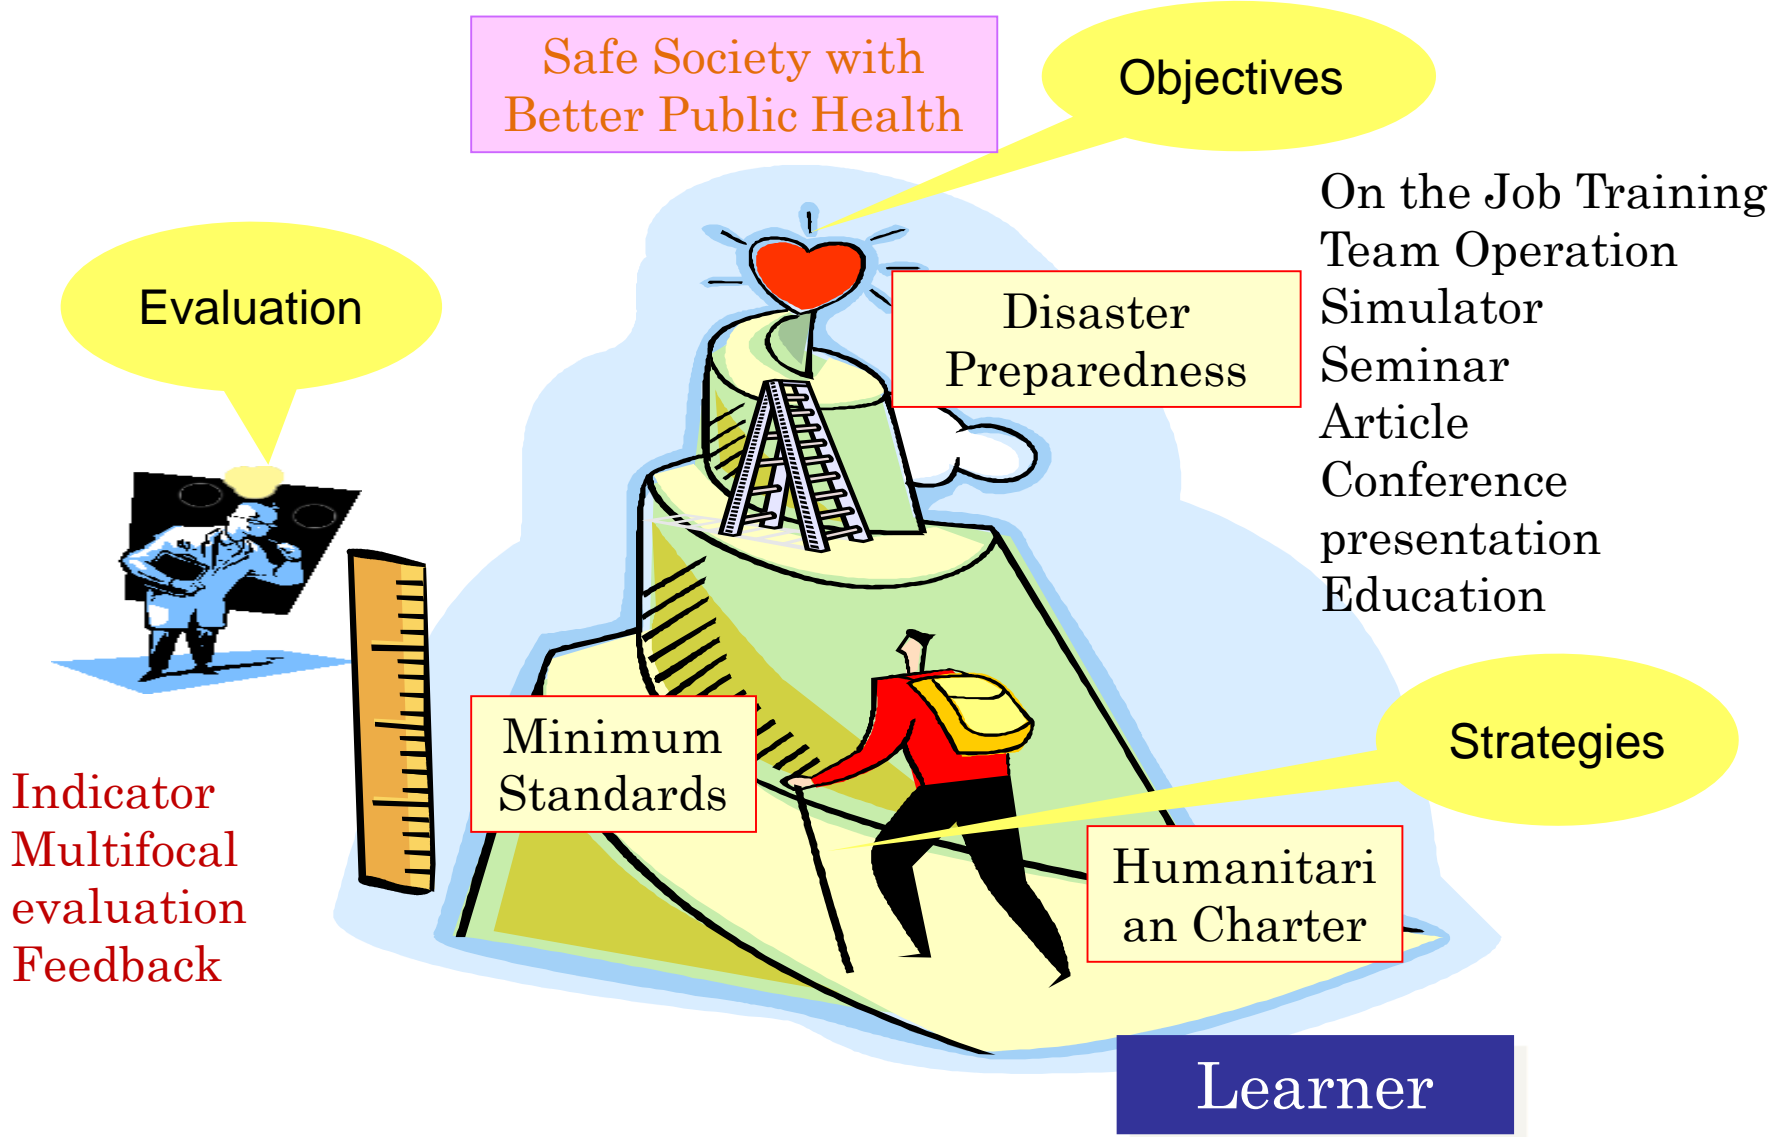 Safe Society with
Better Public Health
Objectives
On the Job Training
Team Operation
Simulator
Seminar
Article
Conference
presentation
Education
Evaluation
Disaster
Preparedness
Minimum
Standards
Strategies
Indicator
Multifocal
evaluation
Feedback
Humanitari
an Charter
Learner